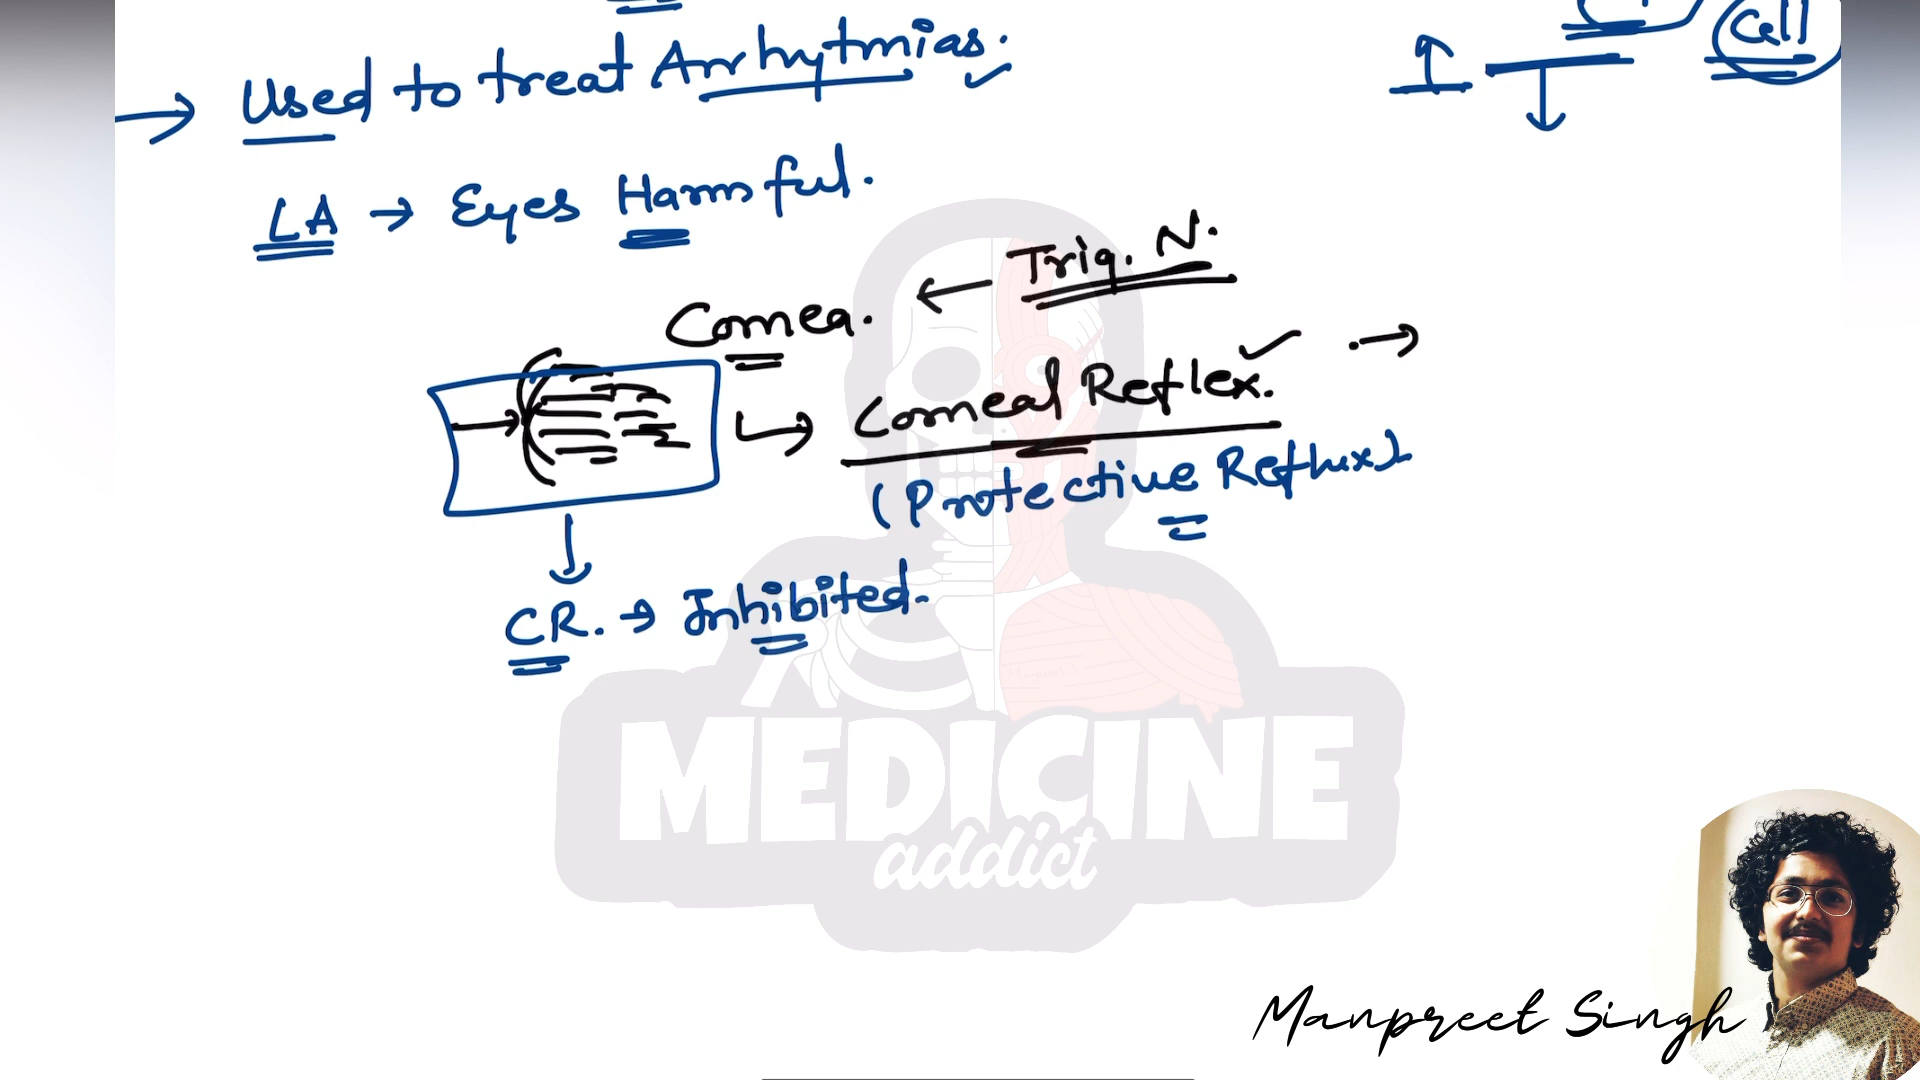 Cell
→ Used to treat Arrhytmias.
LA → Eyes Harmful.
Cornea. ← Trig. N.
Corneal Reflex. →
(Protective Reflux)
CR. → Inhibited.
MEDICINE
addict
Manpreet Singh